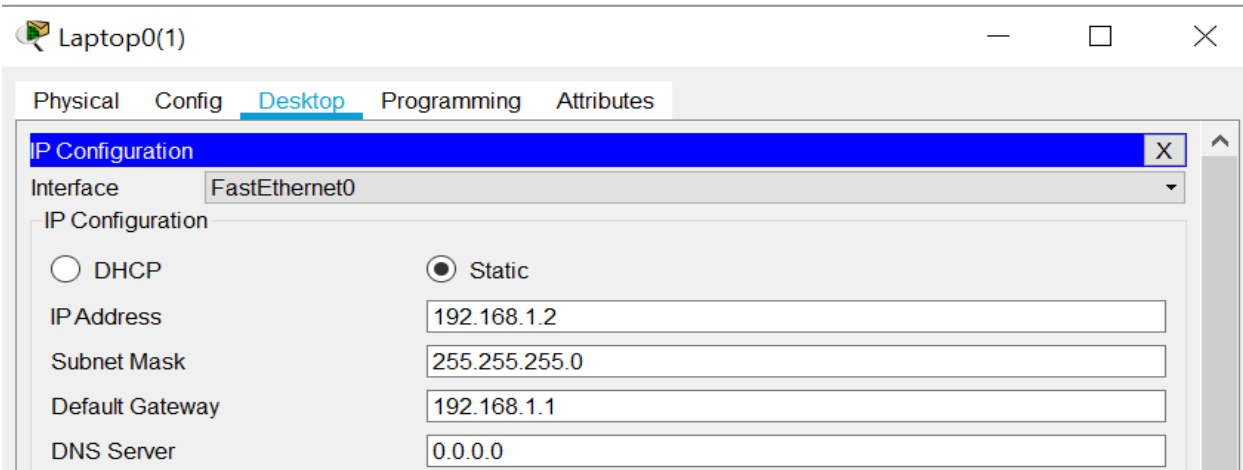 Laptop0(1)
Physical Config Desktop Programming Attributes
IP Configuration X
Interface FastEthernet0
IP Configuration
DHCP Static
IP Address 192.168.1.2
Subnet Mask 255.255.255.0
Default Gateway 192.168.1.1
DNS Server 0.0.0.0